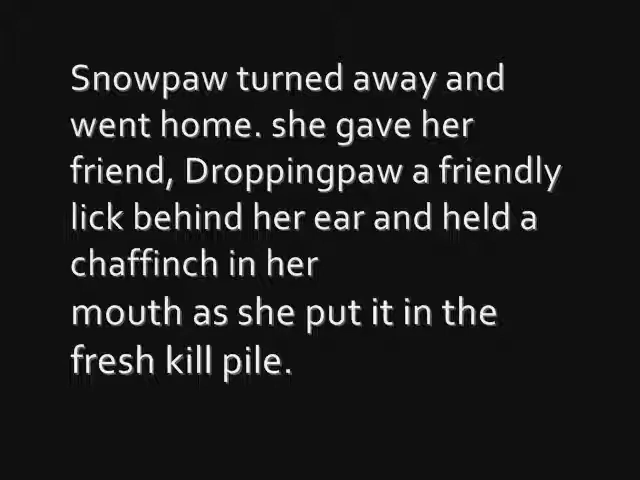 Snowpaw turned away and
went home. she gave her
friend, Droppingpaw a friendly
lick behind her ear and held a
chaffinch in her
mouth as she put it in the
fresh kill pile.